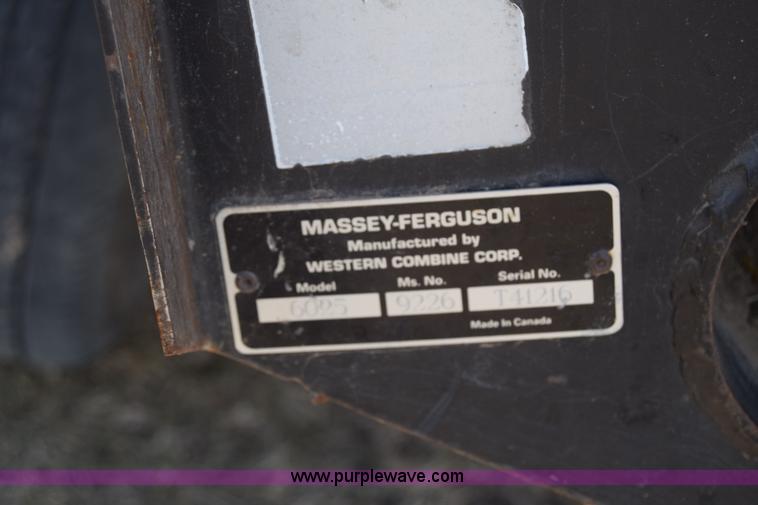 MASSEY-FERGUSON
Manufactured by
WESTERN COMBINE CORP.
Model Ms. No. Serial No.
9226 T41216
Made In Canada
www.purplewave.com